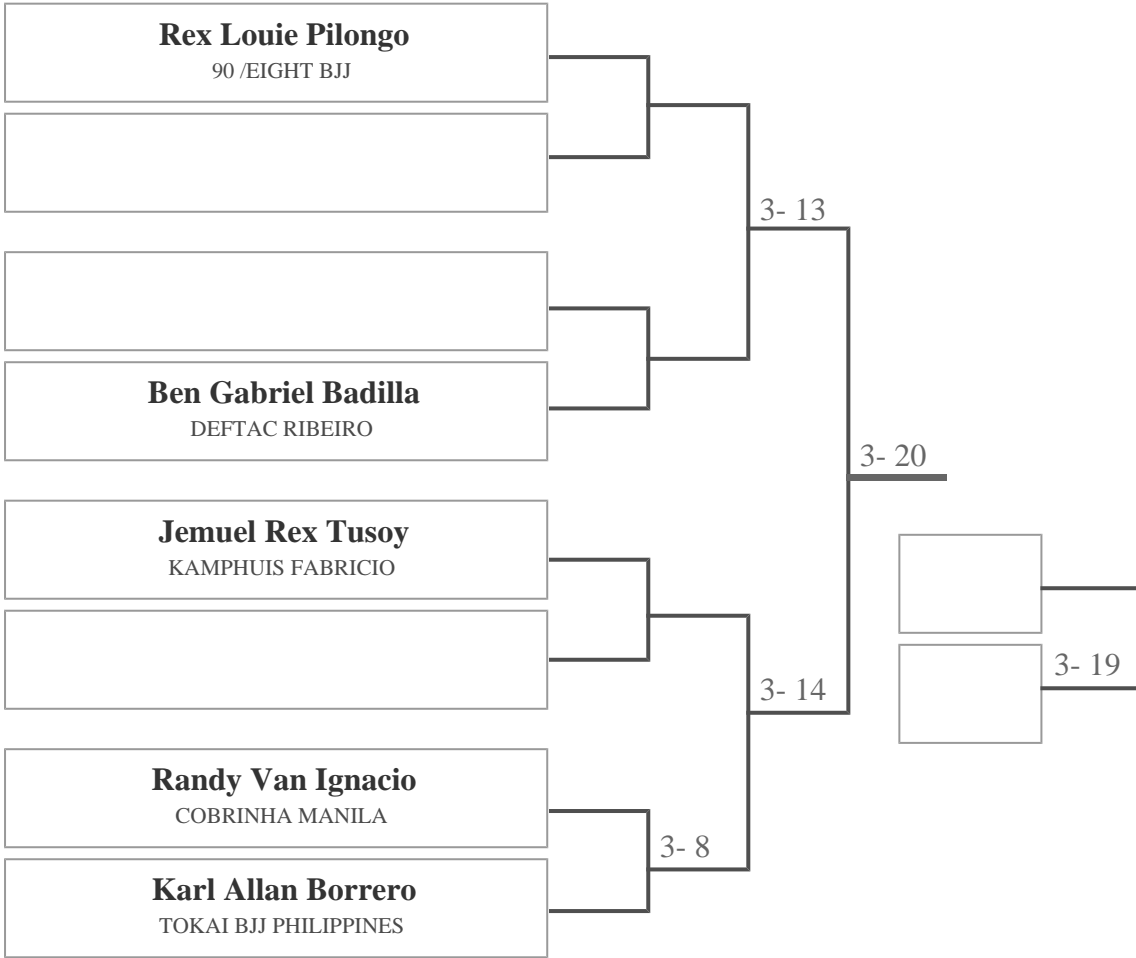 Rex Louie Pilongo
90 /EIGHT BJJ
3- 13
Ben Gabriel Badilla
DEFTAC RIBEIRO
3- 20
Jemuel Rex Tusoy
KAMPHUIS FABRICIO
3- 19
3- 14
Randy Van Ignacio
COBRINHA MANILA
3- 8
Karl Allan Borrero
TOKAI BJJ PHILIPPINES